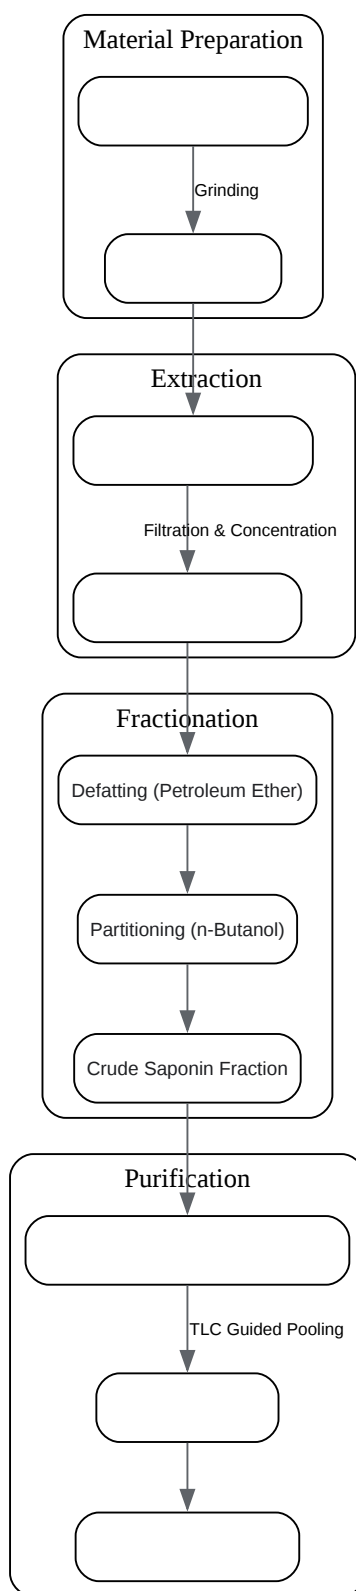 Material Preparation
Grinding
Extraction
Filtration & Concentration
Fractionation
Defatting (Petroleum Ether)
Partitioning (n-Butanol)
Crude Saponin Fraction
Purification
TLC Guided Pooling